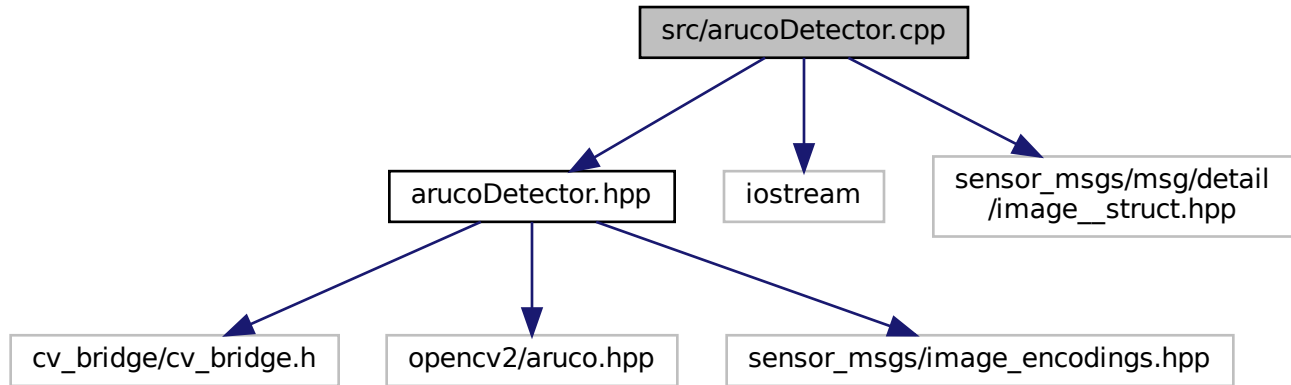 src/arucoDetector.cpp
arucoDetector.hpp
iostream
sensor_msgs/msg/detail
/image__struct.hpp
cv_bridge/cv_bridge.h
opencv2/aruco.hpp
sensor_msgs/image_encodings.hpp